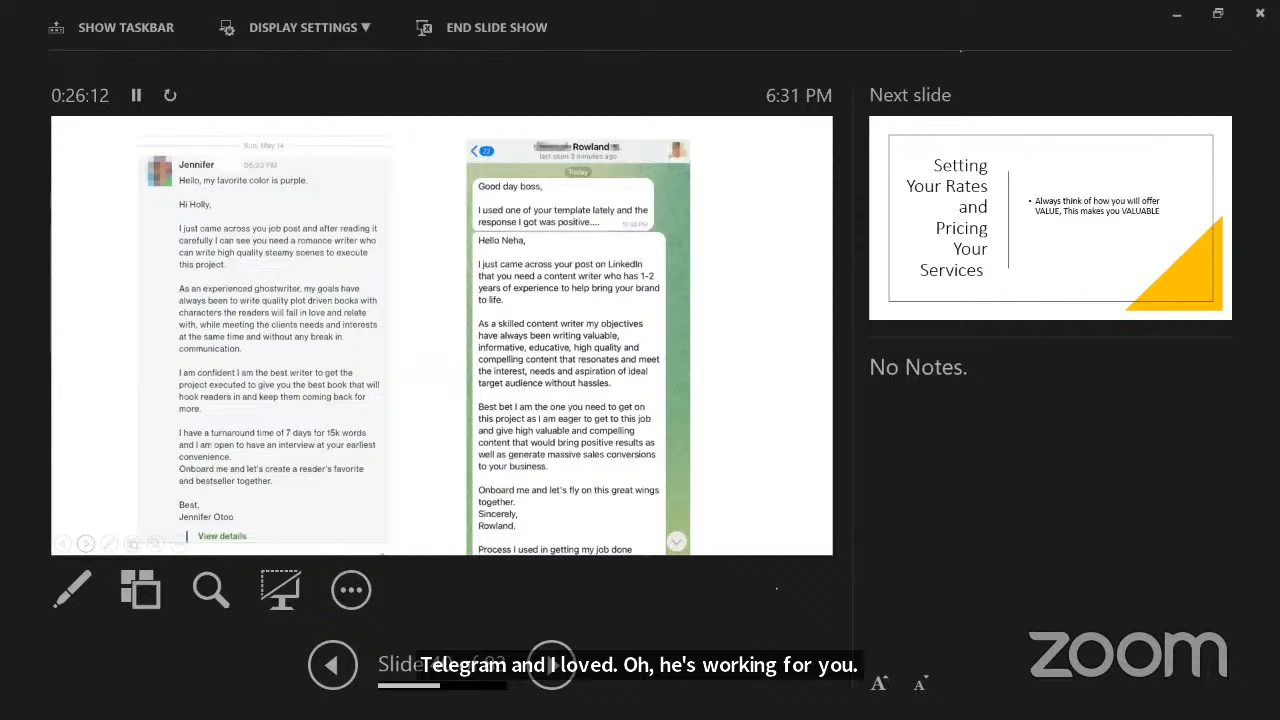 SHOW TASKBAR
DISPLAY SETTINGS ▼
END SLIDE SHOW
0:26:12
6:31 PM
Sun, May 14
Jennifer 06:23 PM
Hello, my favorite color is purple.
Hi Holly,
I just came across you job post and after reading it
carefully I can see you need a romance writer who
can write high quality steamy scenes to execute
this project.
As an experienced ghostwriter, my goals have
always been to write quality plot driven books with
characters the readers will fall in love and relate
with, while meeting the clients needs and interests
at the same time and without any break in
communication.
I am confident I am the best writer to get the
project executed to give you the best book that will
hook readers in and keep them coming back for
more.
I have a turnaround time of 7 days for 15k words
and I am open to have an interview at your earliest
convenience.
Onboard me and let's create a reader's favorite
and bestseller together.
Best,
Jennifer Otoo
View details
22
Rowland
last seen 3 minutes ago
Today
Good day boss,
I used one of your template lately and the
response I got was positive....
11:30 PM
Hello Neha,
I just came across your post on LinkedIn
that you need a content writer who has 1-2
years of experience to help bring your brand
to life.
As a skilled content writer my objectives
have always been writing valuable,
informative, educative, high quality and
compelling content that resonates and meet
the interest, needs and aspiration of ideal
target audience without hassles.
Best bet I am the one you need to get on
this project as I am eager to get to this job
and give high valuable and compelling
content that would bring positive results as
well as generate massive sales conversions
to your business.
Onboard me and let's fly on this great wings
together.
Sincerely,
Rowland.
Process I used in getting my job done
Next slide
Setting
Your Rates
and
Pricing
Your
Services
• Always think of how you will offer
VALUE, This makes you VALUABLE
No Notes.
Slide
Telegram and I loved. Oh, he's working for you.
A A
zoom